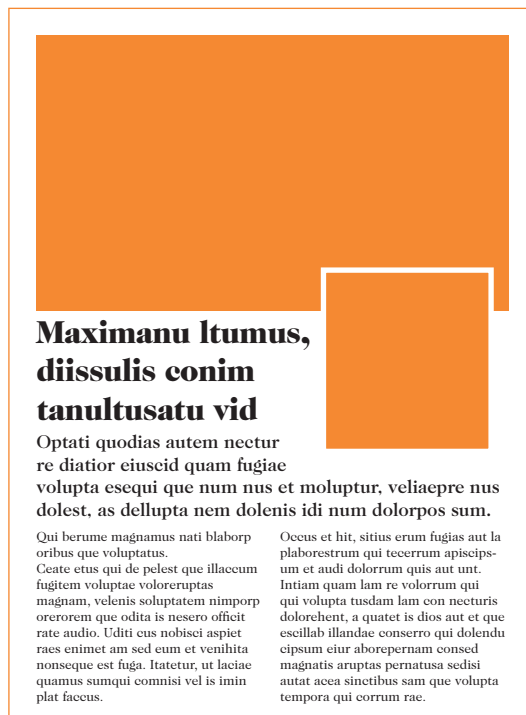 Maximanu ltumus,
diissulis conim
tanultusatu vid
Optati quodias autem nectur
re diatior eiuscid quam fugiae
volupta esequi que num nus et moluptur, veliaepre nus
dolest, as dellupta nem dolenis idi num dolorpos sum.
Qui berume magnamus nati blaborp
oribus que voluptatus.
Ceate etus qui de pelest que illaccum
fugitem voluptae voloreruptas
magnam, velenis soluptatem nimporp
orerorem que odita is nesero officit
rate audio. Uditi cus nobisci aspiet
raes enimet am sed eum et venihita
nonseque est fuga. Itatetur, ut laciae
quamus sumqui comnisi vel is imin
plat faccus.
Occus et hit, sitius erum fugias aut la
plaborestrum qui tecerrum apiscips-
um et audi dolorrum quis aut unt.
Intiam quam lam re volorrum qui
qui volupta tusdam lam con necturis
dolorehent, a quatet is dios aut et que
escillab illandae conserro qui dolendu
cipsum eiur aborepernam consed
magnatis aruptas pernatusa sedisi
autat acea sinctibus sam que volupta
tempora qui corrum rae.